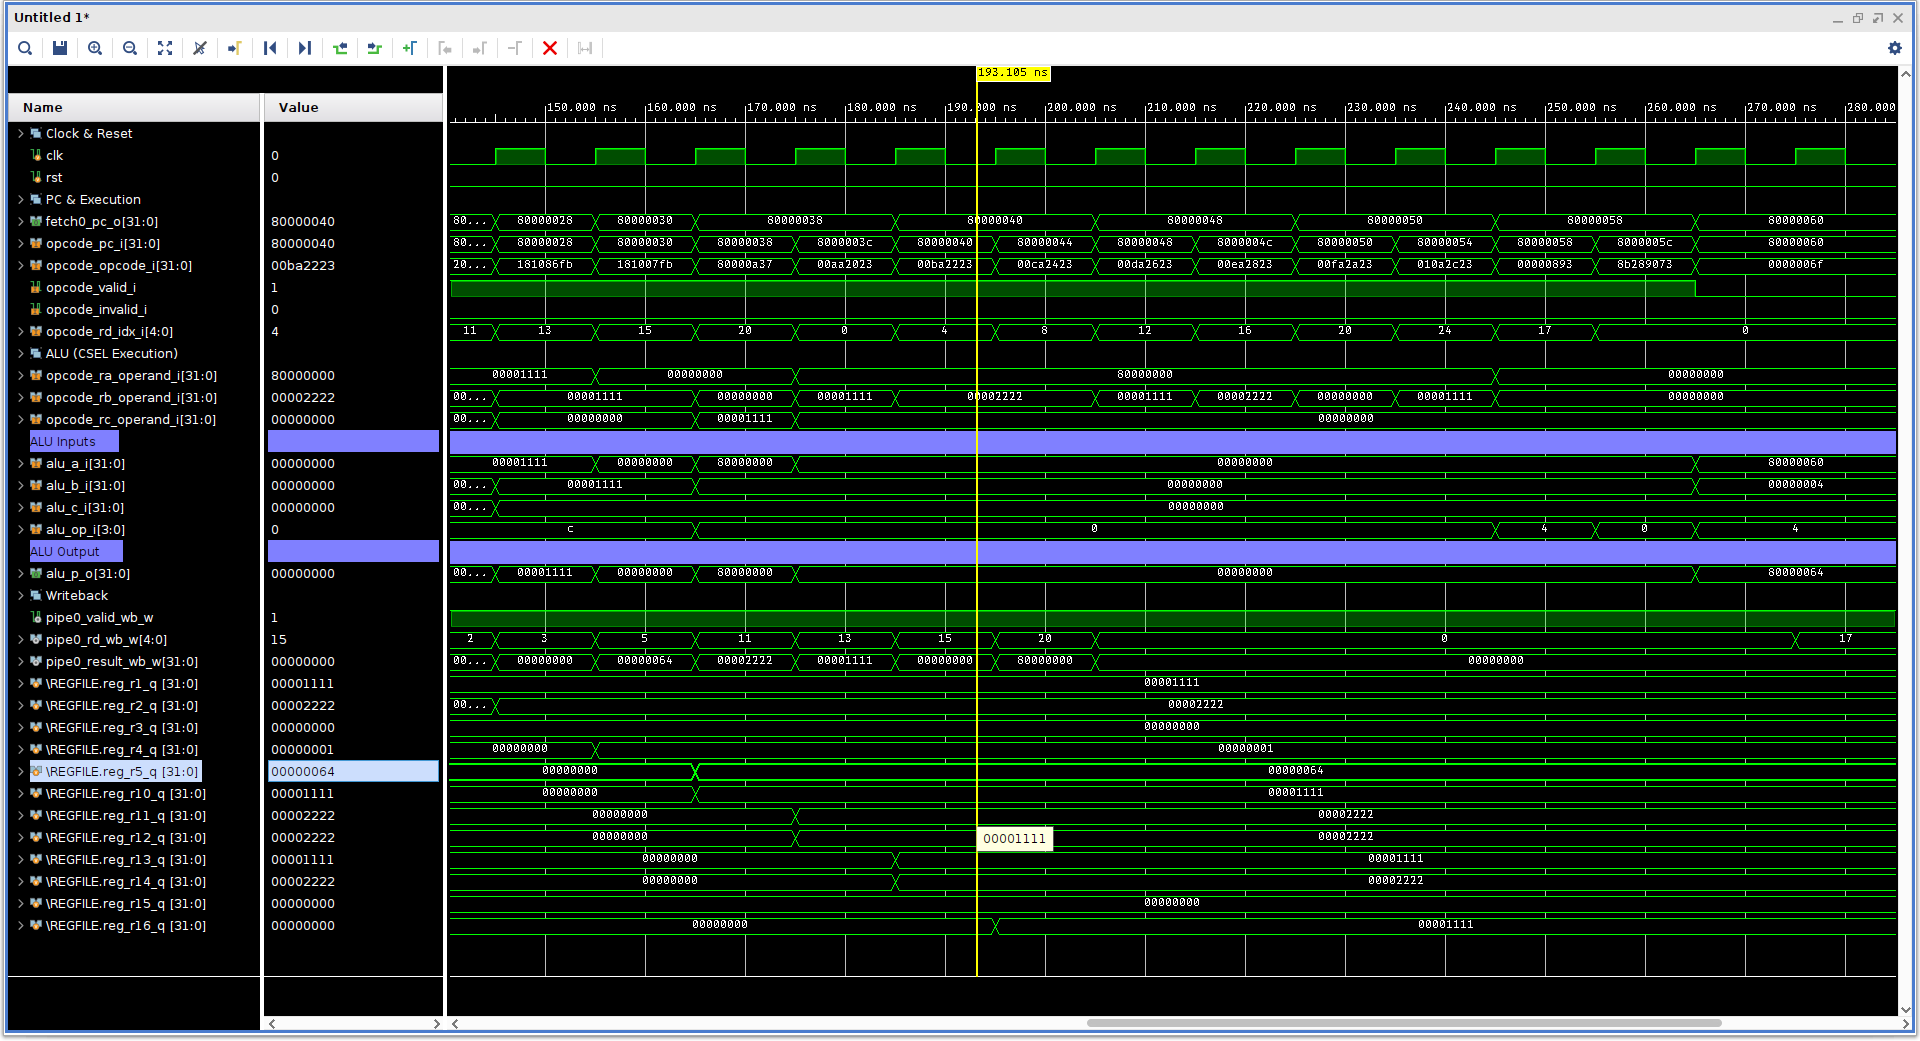 Untitled 1*
193.105 ns
150.000 ns 160.000 ns 170.000 ns 180.000 ns 190.000 ns 200.000 ns 210.000 ns 220.000 ns 230.000 ns 240.000 ns 250.000 ns 260.000 ns 270.000 ns 280.000
Name Value
Clock & Reset
clk 0
rst 0
PC & Execution
fetch0_pc_o[31:0] 80000040 80... 80000028 80000030 80000038 80000040 80000048 80000050 80000058 80000060
opcode_pc_i[31:0] 80000040 80... 80000028 80000030 80000038 8000003c 80000040 80000044 80000048 8000004c 80000050 80000054 80000058 8000005c 80000060
opcode_opcode_i[31:0] 00ba2223 20... 181086fb 181007fb 80000a37 00aa2023 00ba2223 00ca2423 00da2623 00ea2823 00fa2a23 010a2c23 00000893 8b289073 0000006f
opcode_valid_i 1
opcode_invalid_i 0
opcode_rd_idx_i[4:0] 4 11 13 15 20 0 4 8 12 16 20 24 17 0
ALU (CSEL Execution)
opcode_ra_operand_i[31:0] 80000000 00001111 00000000 80000000 00000000
opcode_rb_operand_i[31:0] 00002222 00... 00001111 00000000 00001111 00002222 00001111 00002222 00000000 00001111 00000000
opcode_rc_operand_i[31:0] 00000000 00... 00000000 00001111 00000000
ALU Inputs
alu_a_i[31:0] 00000000 00001111 00000000 80000000 00000000 80000060
alu_b_i[31:0] 00000000 00... 00001111 00000000 00000004
alu_c_i[31:0] 00000000 00... 00000000
alu_op_i[3:0] 0 c 0 4 0 4
ALU Output
alu_p_o[31:0] 00000000 00... 00001111 00000000 80000000 00000000 80000064
Writeback
pipe0_valid_wb_w 1
pipe0_rd_wb_w[4:0] 15 2 3 5 11 13 15 20 0 17
pipe0_result_wb_w[31:0] 00000000 00... 00000000 00000064 00002222 00001111 00000000 80000000 00000000
\REGFILE.reg_r1_q [31:0] 00001111 00001111
\REGFILE.reg_r2_q [31:0] 00002222 00... 00002222
\REGFILE.reg_r3_q [31:0] 00000000 00000000
\REGFILE.reg_r4_q [31:0] 00000001 00000000 00000001
\REGFILE.reg_r5_q [31:0] 00000064 00000000 00000064
\REGFILE.reg_r10_q [31:0] 00001111 00000000 00001111
\REGFILE.reg_r11_q [31:0] 00002222 00000000 00002222
\REGFILE.reg_r12_q [31:0] 00002222 00000000 00001111 00002222
\REGFILE.reg_r13_q [31:0] 00001111 00000000 00001111
\REGFILE.reg_r14_q [31:0] 00002222 00000000 00002222
\REGFILE.reg_r15_q [31:0] 00000000 00000000
\REGFILE.reg_r16_q [31:0] 00000000 00000000 00001111